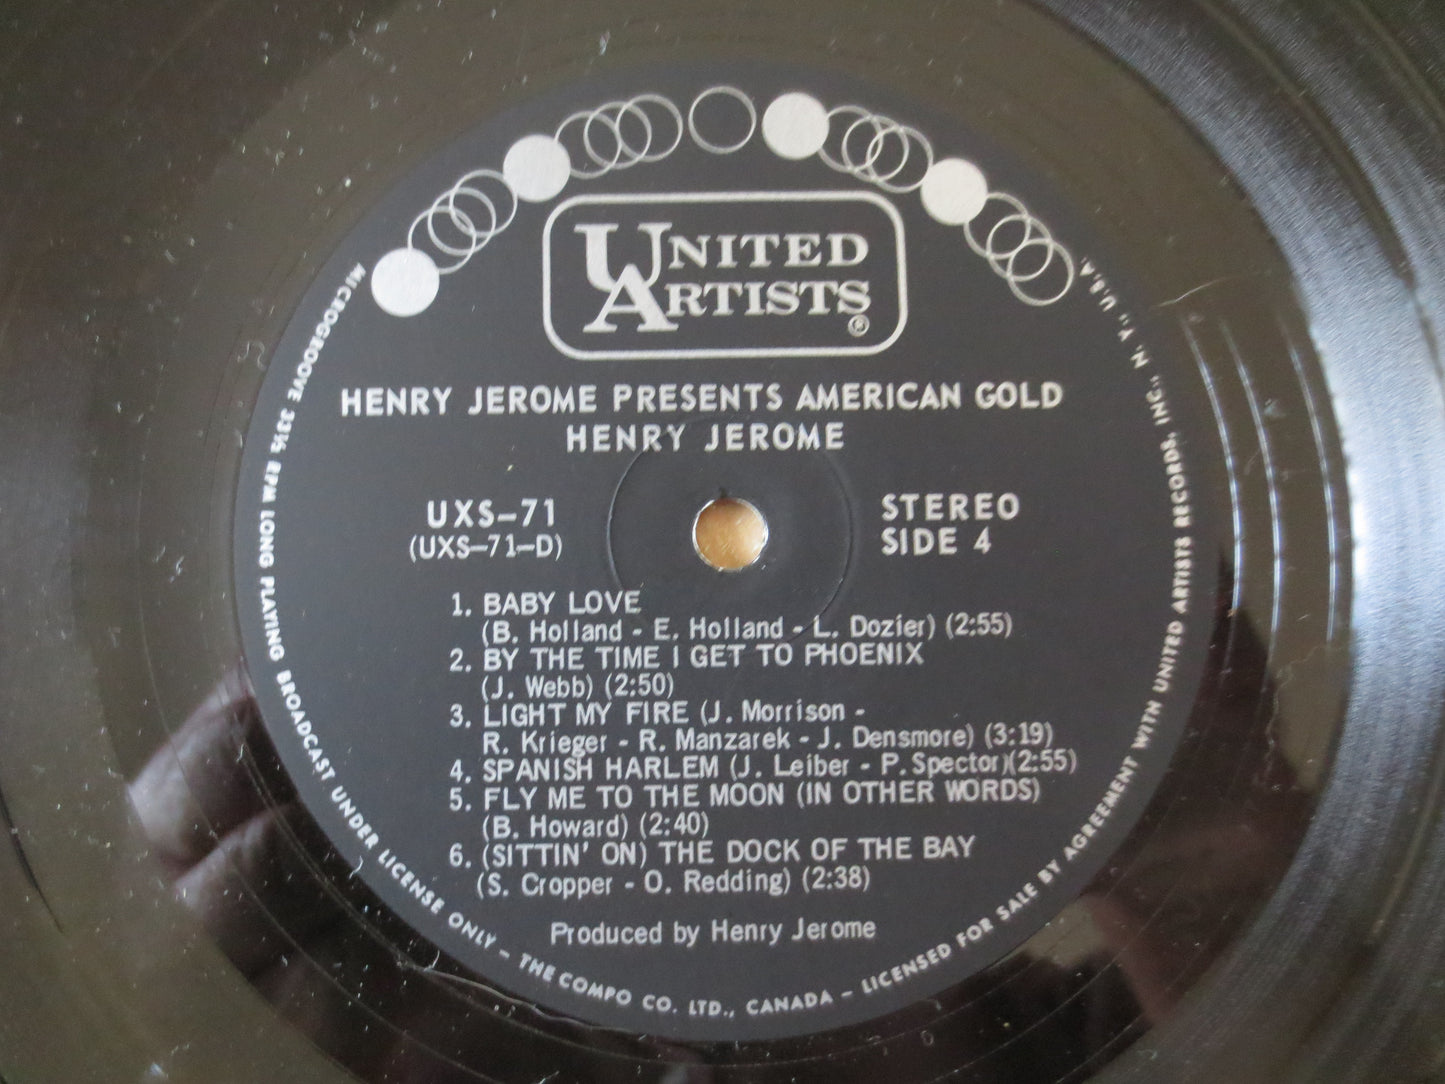 UNITED
ARTISTS ®
HENRY JEROME PRESENTS AMERICAN GOLD
HENRY JEROME
UXS-71
(UXS-71-D)
STEREO
SIDE 4
1. BABY LOVE
(B. Holland - E. Holland - L. Dozier) (2:55)
2. BY THE TIME I GET TO PHOENIX
(J. Webb) (2:50)
3. LIGHT MY FIRE (J. Morrison -
R. Krieger - R. Manzarek - J. Densmore) (3:19)
4. SPANISH HARLEM (J. Leiber - P. Spector)(2:55)
5. FLY ME TO THE MOON (IN OTHER WORDS)
(B. Howard) (2:40)
6. (SITTIN' ON) THE DOCK OF THE BAY
(S. Cropper - O. Redding) (2:38)
Produced by Henry Jerome
MICROGROOVE 33⅓ RPM LONG PLAYING BROADCAST UNDER LICENSE ONLY – THE COMPO CO. LTD., CANADA – LICENSED FOR SALE BY AGREEMENT WITH UNITED ARTISTS RECORDS, INC., N. Y., U.S.A.